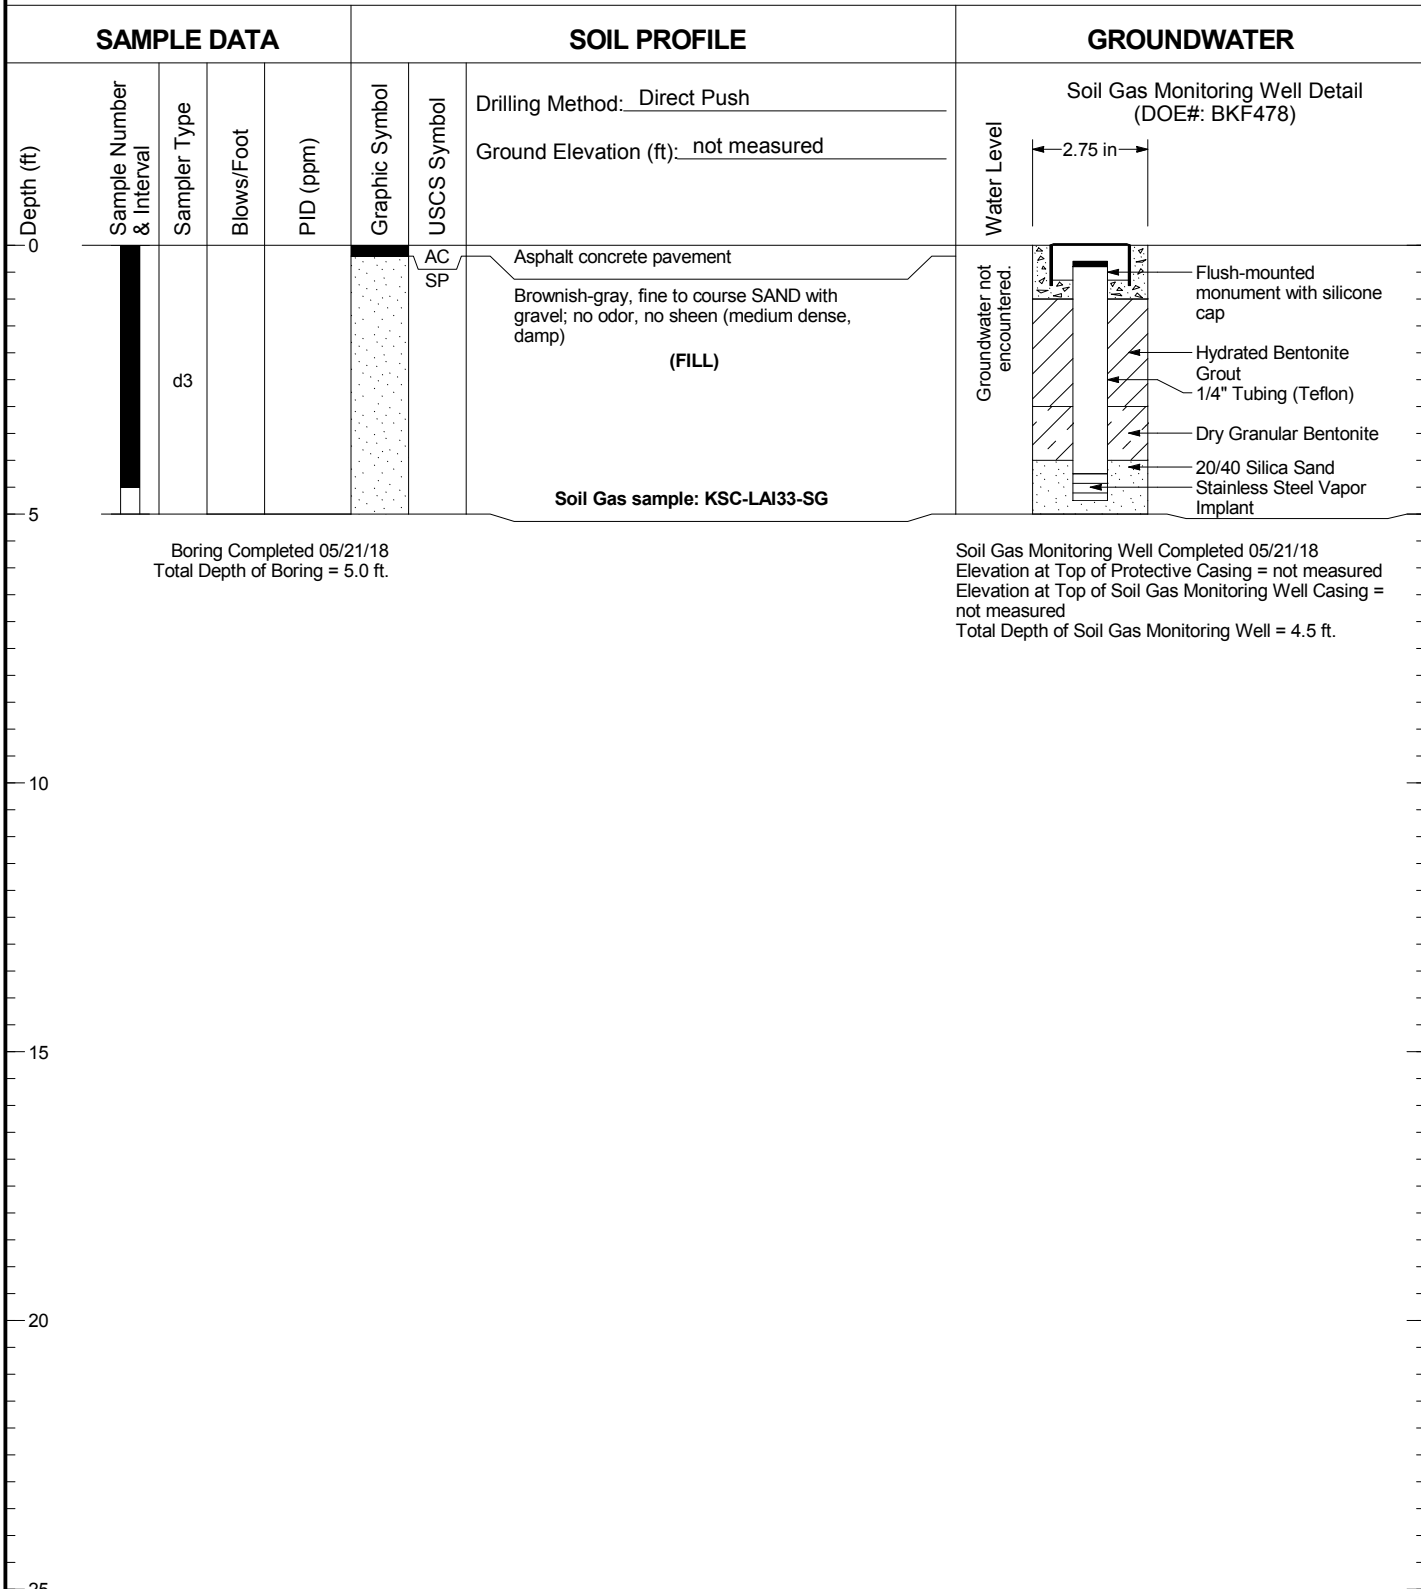 SAMPLE DATA
SOIL PROFILE
GROUNDWATER
Depth (ft)
Sample Number
& Interval
Sampler Type
Blows/Foot
PID (ppm)
Graphic Symbol
USCS Symbol
Drilling Method: Direct Push
Ground Elevation (ft): not measured
Water Level
Soil Gas Monitoring Well Detail
(DOE#: BKF478)
2.75 in
0
d3
AC
SP
Asphalt concrete pavement
Brownish-gray, fine to course SAND with
gravel; no odor, no sheen (medium dense,
damp)
(FILL)
Soil Gas sample: KSC-LAI33-SG
Groundwater not
encountered.
Flush-mounted
monument with silicone
cap
Hydrated Bentonite
Grout
1/4" Tubing (Teflon)
Dry Granular Bentonite
20/40 Silica Sand
Stainless Steel Vapor
Implant
5
Boring Completed 05/21/18
Total Depth of Boring = 5.0 ft.
Soil Gas Monitoring Well Completed 05/21/18
Elevation at Top of Protective Casing = not measured
Elevation at Top of Soil Gas Monitoring Well Casing =
not measured
Total Depth of Soil Gas Monitoring Well = 4.5 ft.
10
15
20
25